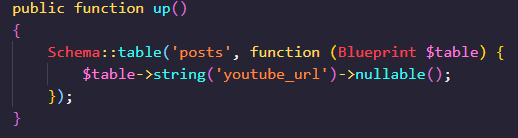 public function up()
{
    Schema::table('posts', function (Blueprint $table) {
        $table->string('youtube_url')->nullable();
    });
}